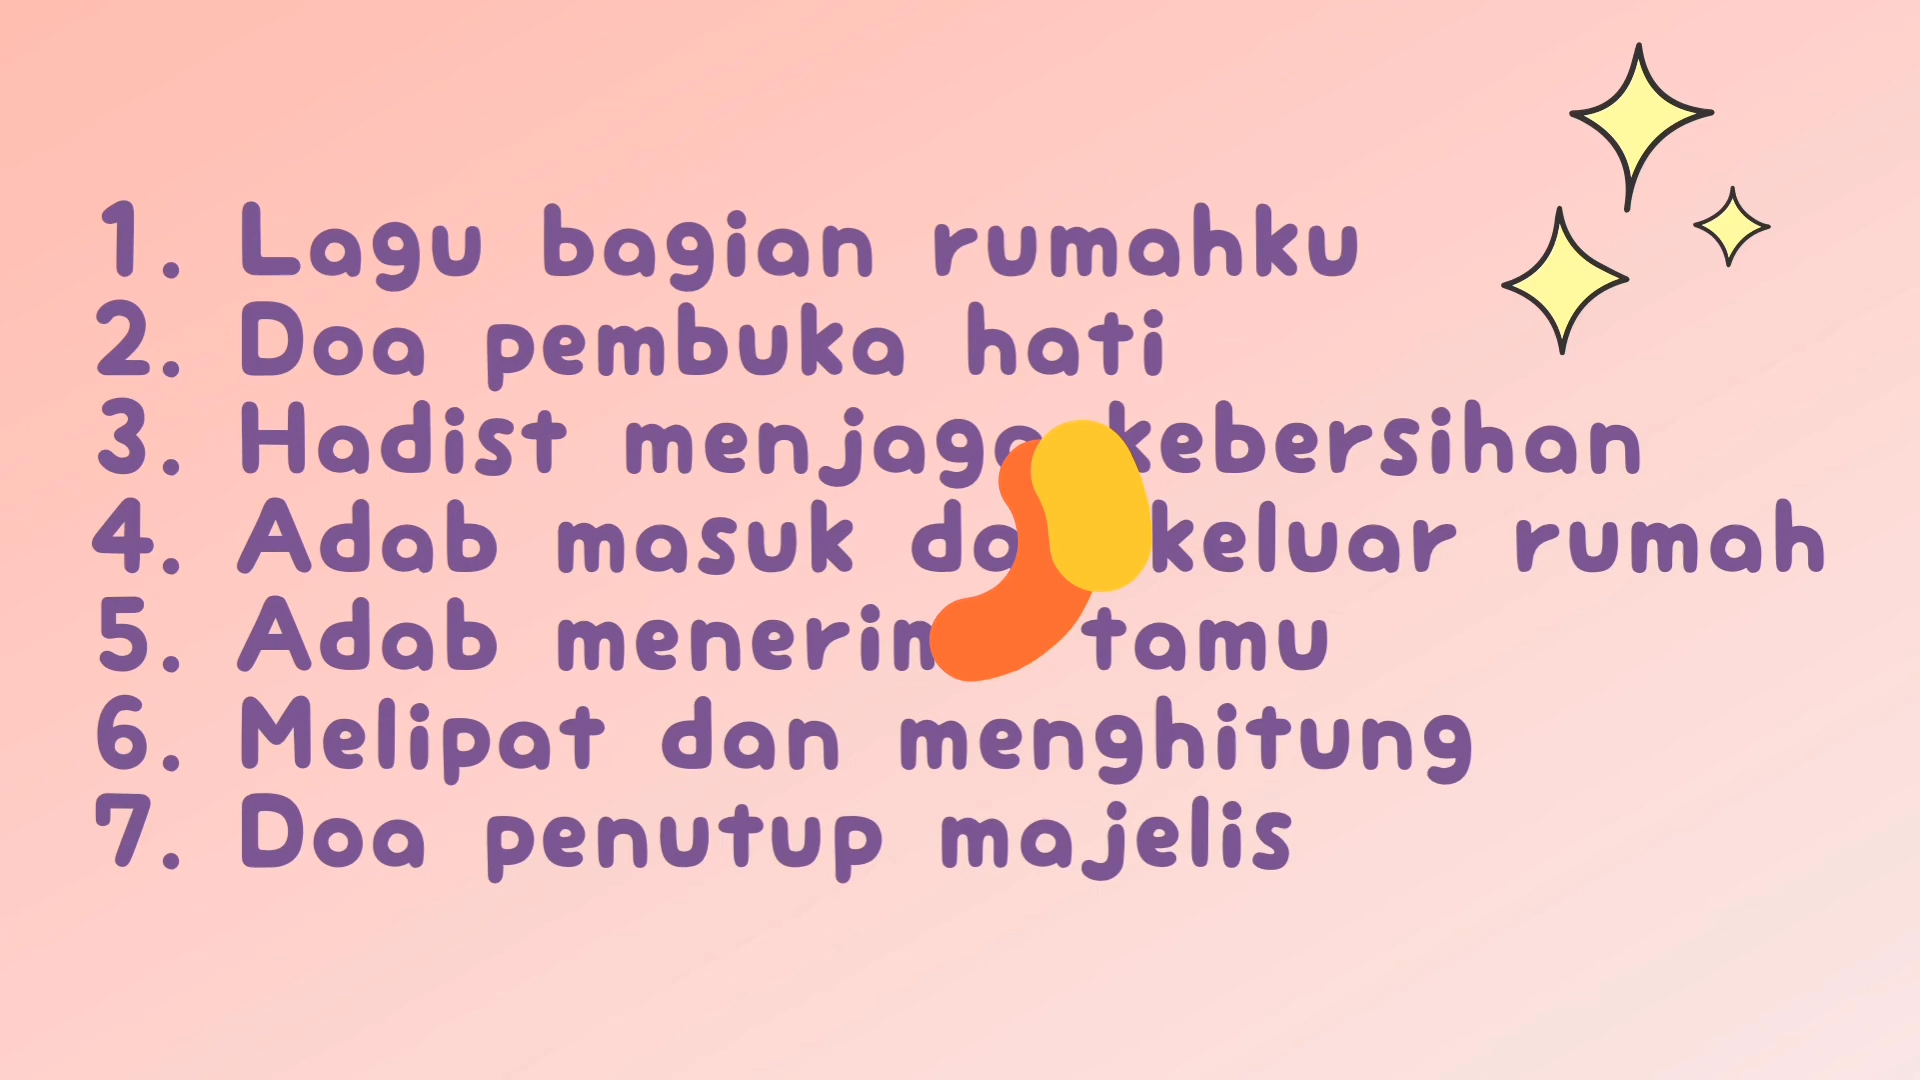 1. Lagu bagian rumahku
2. Doa pembuka hati
3. Hadist menjaga kebersihan
4. Adab masuk keluar rumah
5. Adab tamu
6. Melipat dan menghitung
7. Doa penutup majelis